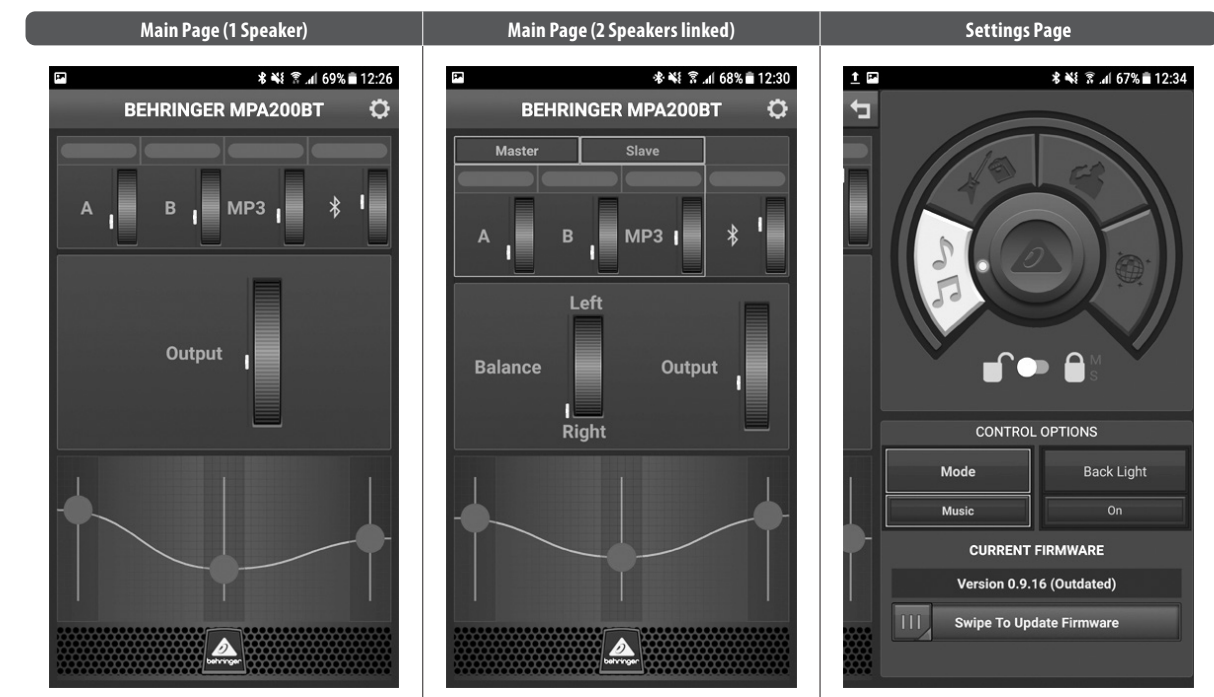 Main Page (1 Speaker)
69% 12:26
BEHRINGER MPA200BT
A B MP3
Output
behringer
Main Page (2 Speakers linked)
68% 12:30
BEHRINGER MPA200BT
Master Slave
A B MP3
Left
Balance Output
Right
behringer
Settings Page
67% 12:34
M
S
CONTROL OPTIONS
Mode Back Light
Music On
CURRENT FIRMWARE
Version 0.9.16 (Outdated)
Swipe To Update Firmware